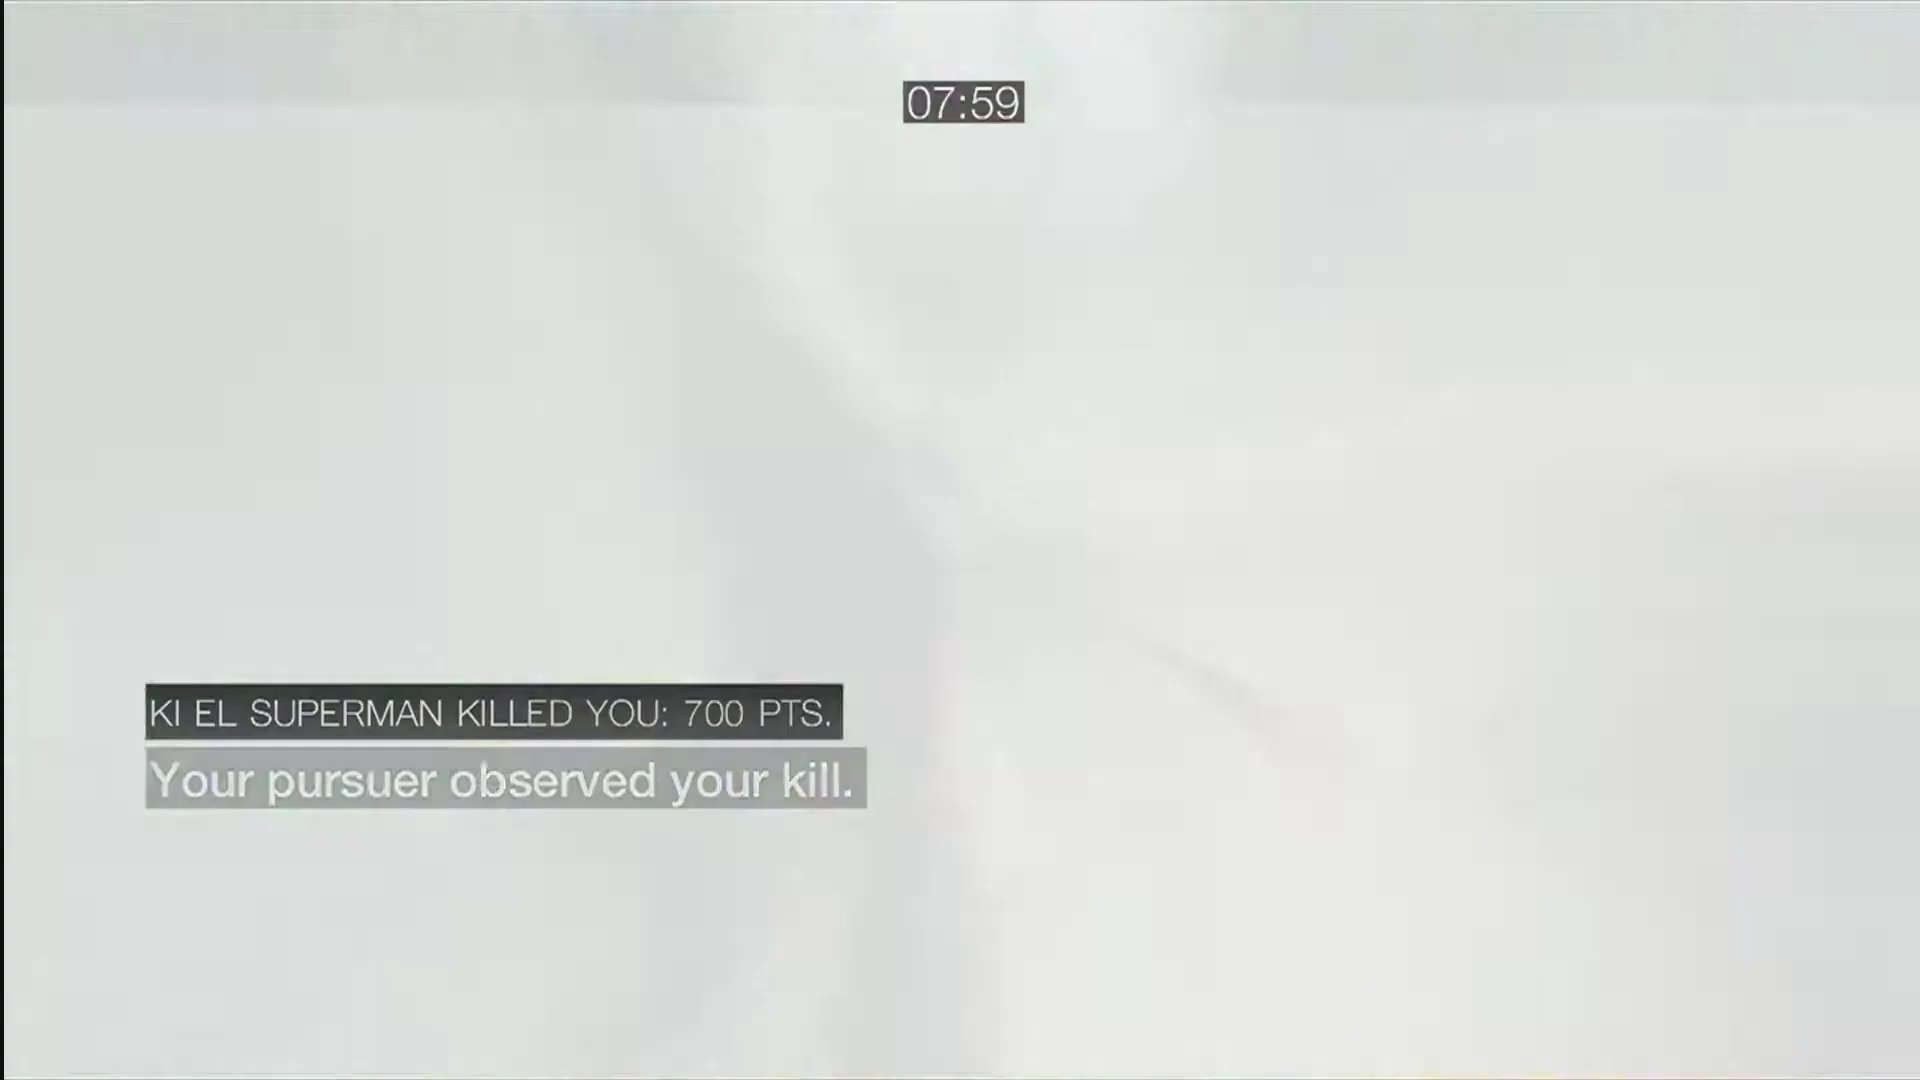 07:59
KI EL SUPERMAN KILLED YOU: 700 PTS.
Your pursuer observed your kill.